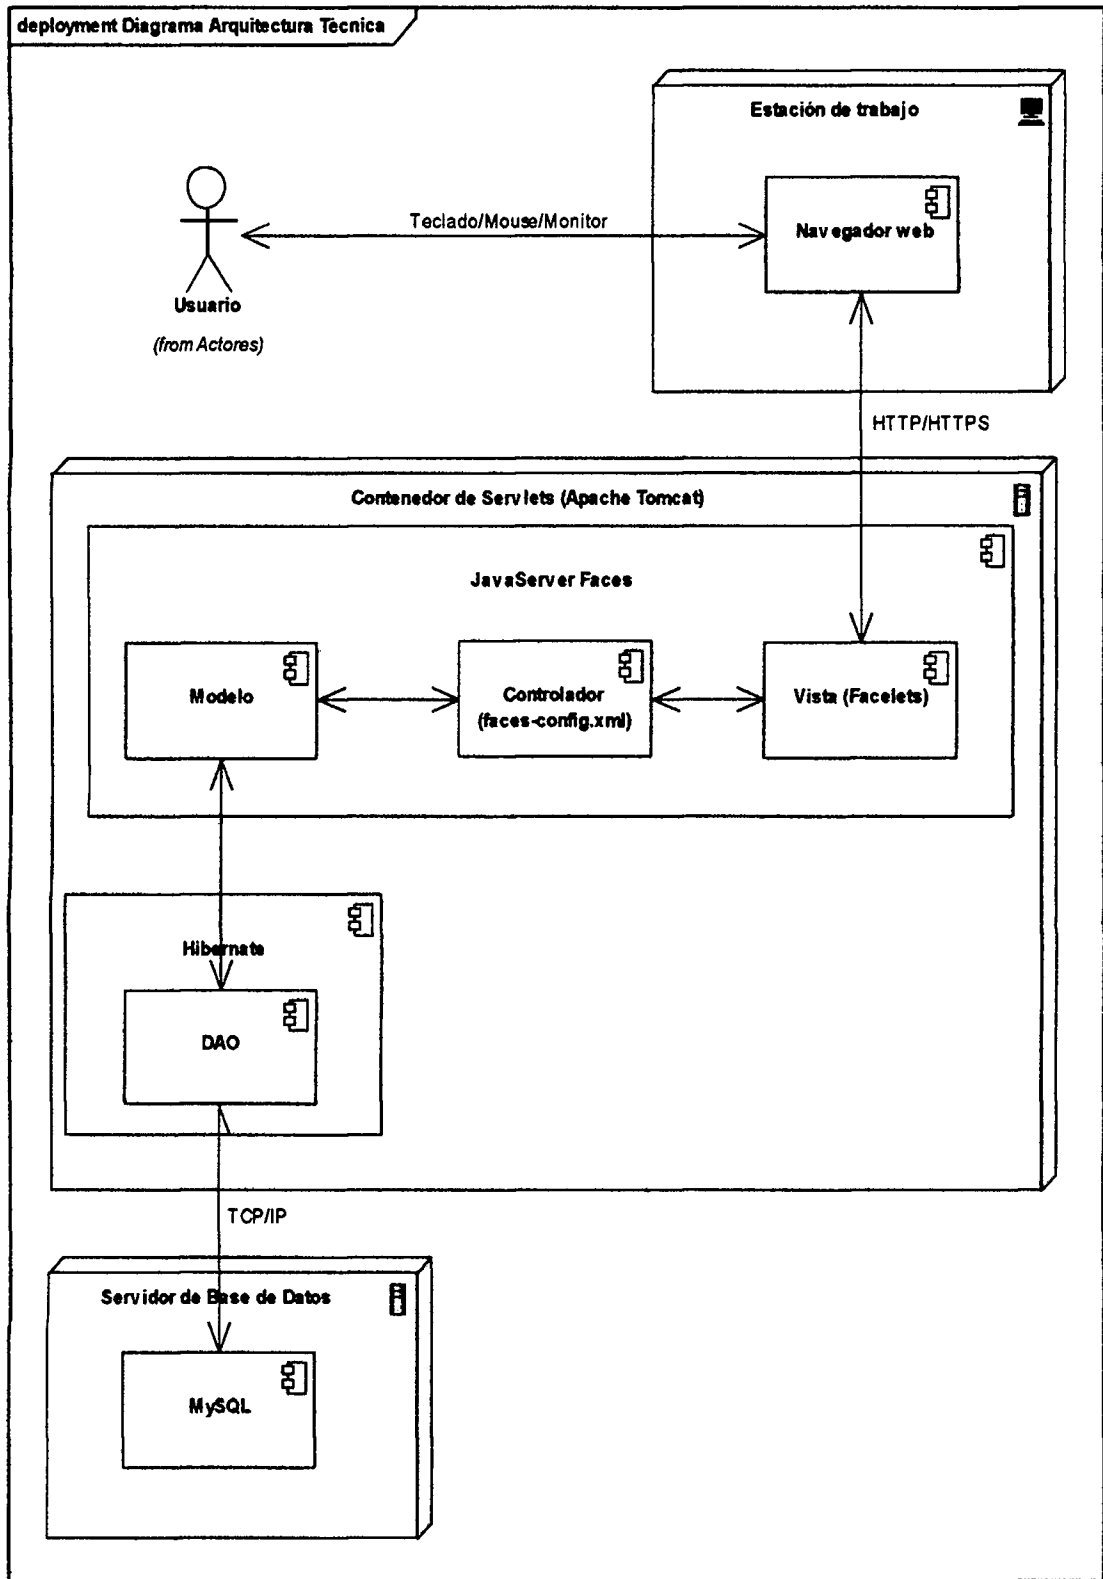 deployment Diagrama Arquitectura Tecnica
Estación de trabajo
Teclado/Mouse/Monitor
Navegador web
Usuario
(from Actores)
HTTP/HTTPS
Contenedor de Servlets (Apache Tomcat)
JavaServer Faces
Modelo
Controlador
(faces-config.xml)
Vista (Facelets)
Hibernate
DAO
TCP/IP
Servidor de Base de Datos
MySQL